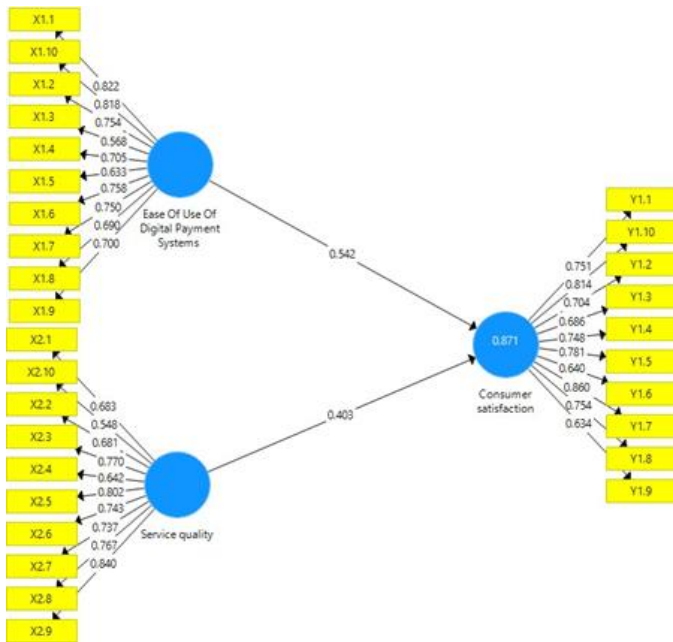 X1.1
X1.10
X1.2
X1.3
X1.4
X1.5
X1.6
X1.7
X1.8
X1.9
0.822
0.818
0.754
0.568
0.705
0.633
0.758
0.750
0.690
0.700
Ease Of Use Of
Digital Payment
Systems
0.542
X2.1
X2.10
X2.2
X2.3
X2.4
X2.5
X2.6
X2.7
X2.8
X2.9
0.683
0.548
0.681
0.770
0.642
0.802
0.743
0.737
0.767
0.840
Service quality
0.403
0.871
Consumer
satisfaction
0.751
0.814
0.704
0.686
0.748
0.781
0.640
0.860
0.754
0.634
Y1.1
Y1.10
Y1.2
Y1.3
Y1.4
Y1.5
Y1.6
Y1.7
Y1.8
Y1.9